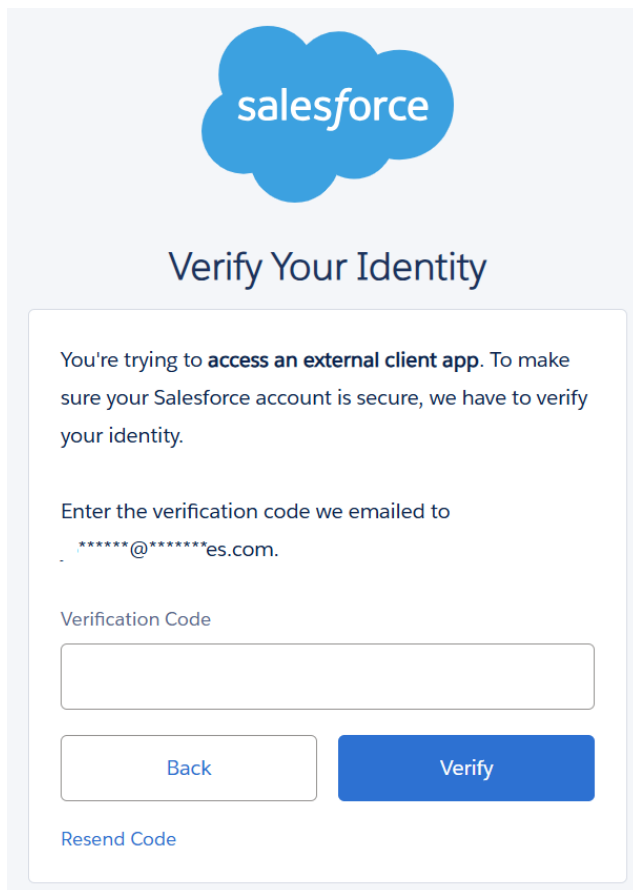 salesforce
Verify Your Identity
You're trying to access an external client app. To make
sure your Salesforce account is secure, we have to verify
your identity.
Enter the verification code we emailed to
******@*******es.com.
Verification Code
Back
Verify
Resend Code